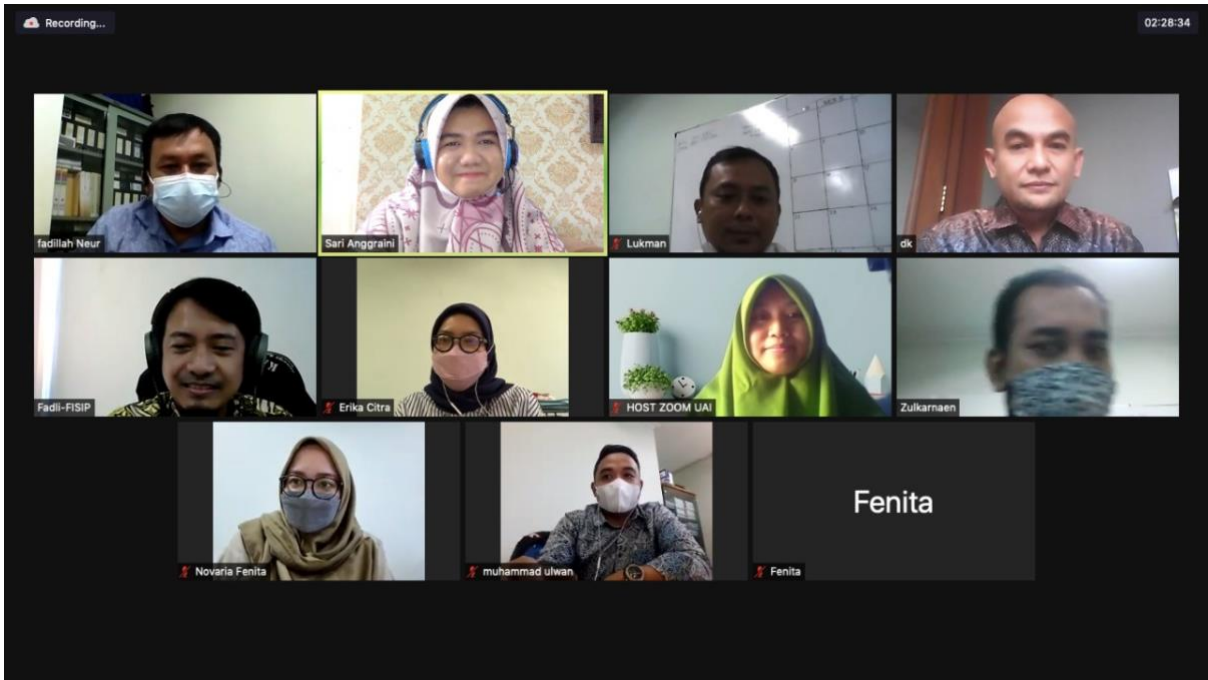 Recording...
02:28:34
fadillah Neur
Sari Anggraini
Lukman
dk
Fadli-FISIP
Erika Citra
HOST ZOOM UAI
Zulkarnaen
Fenita
Novaria Fenita
muhammad ulwan
Fenita